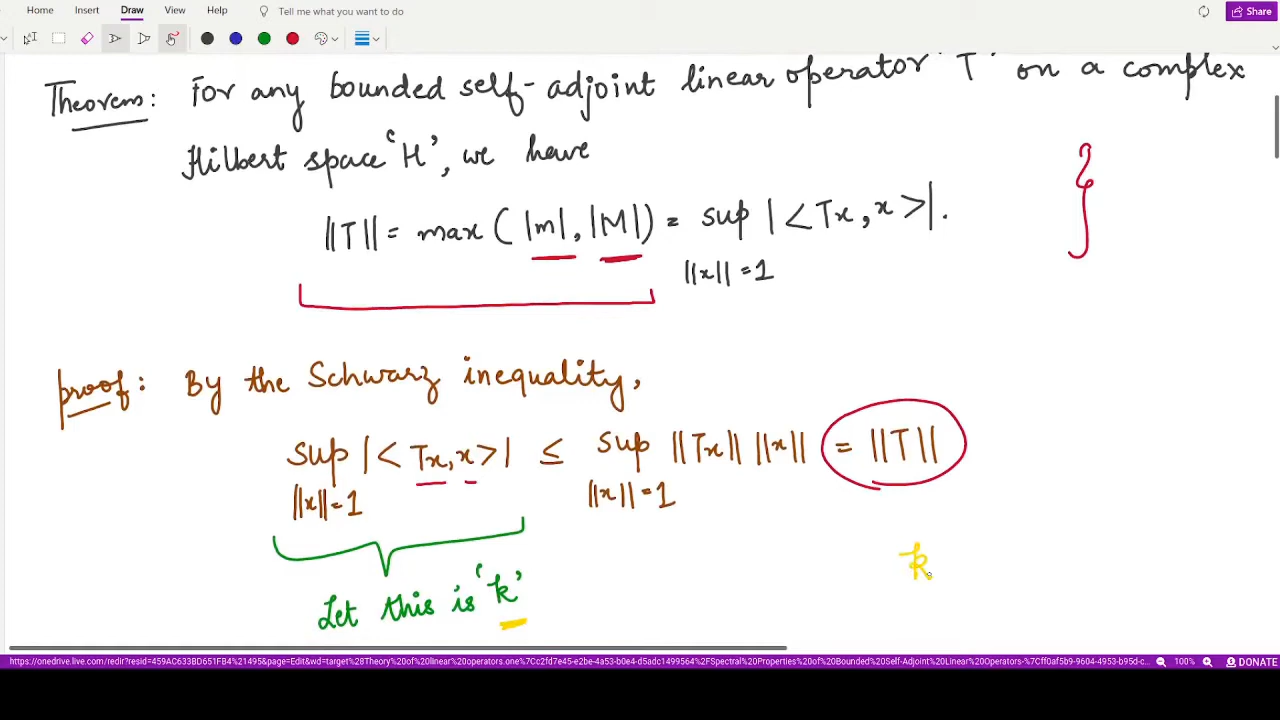 Home Insert Draw View Help Tell me what you want to do Share
Theorem: For any bounded self-adjoint linear operator 'T' on a complex
Hilbert space 'H', we have
||T|| = max (|m|, |M|) = sup |<Tx, x>|.
||x|| = 1
proof: By the Schwarz inequality,
sup |<Tx, x>| ≤ sup ||Tx|| ||x|| = ||T||
||x|| = 1 ||x|| = 1
k
Let this is 'k'
100% DONATE